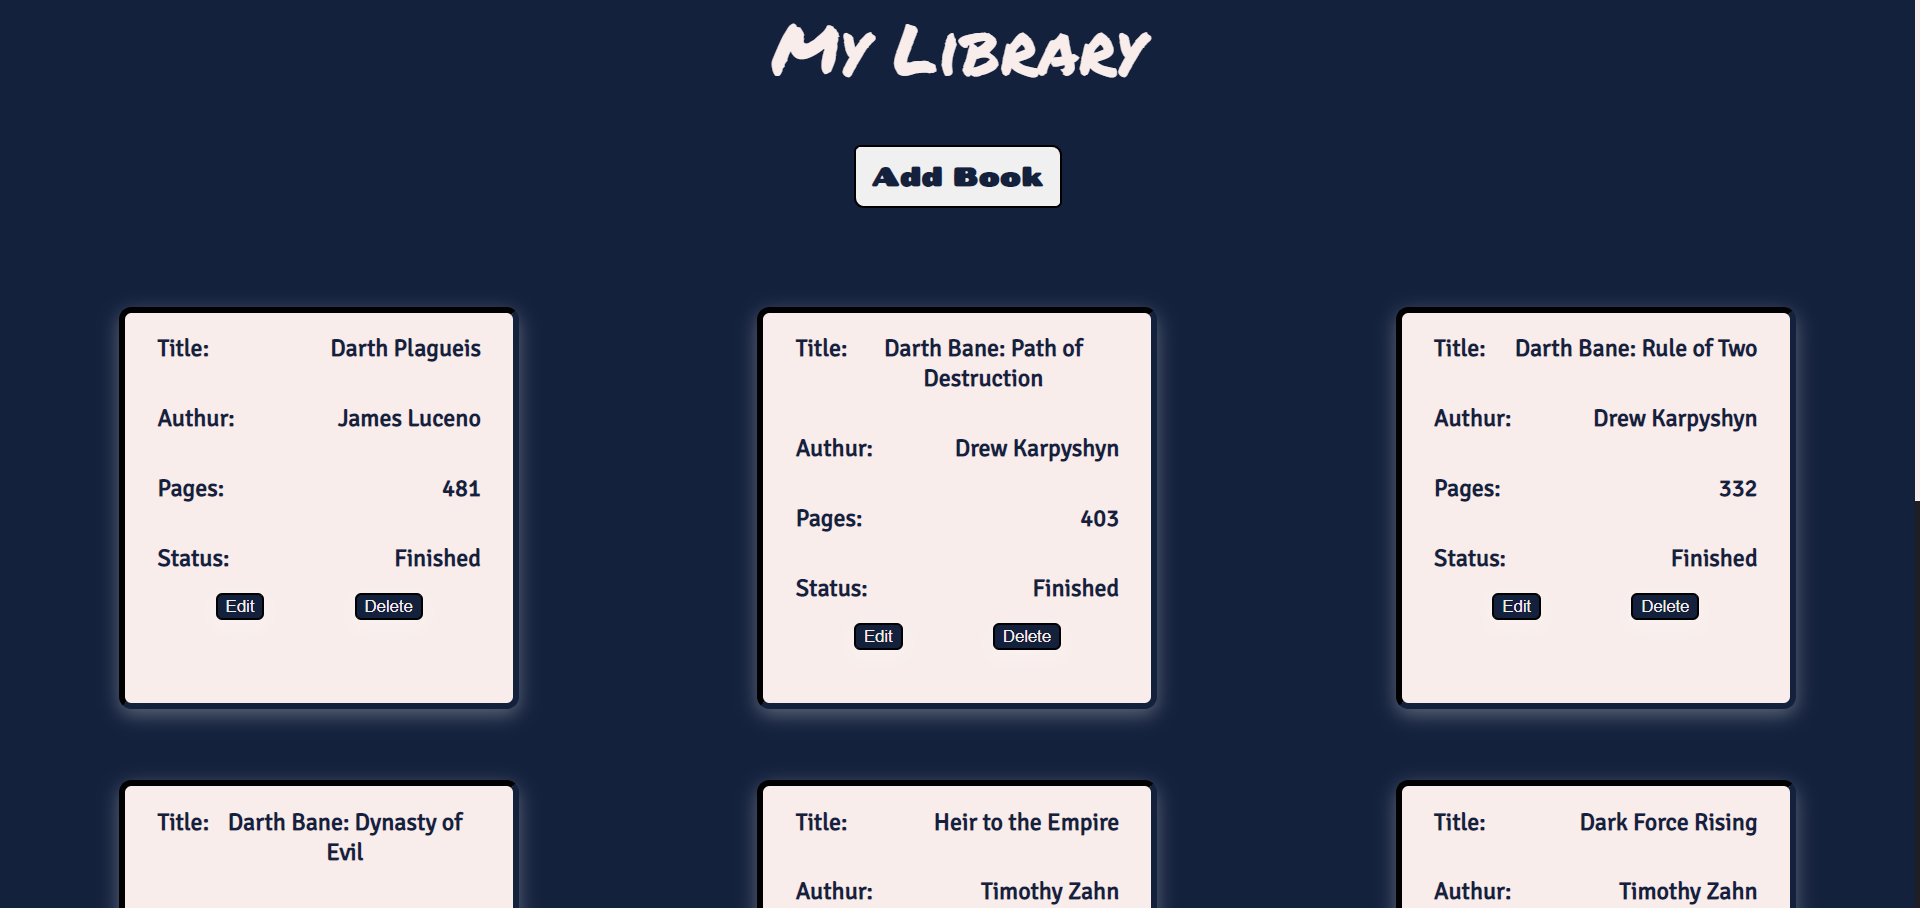 My Library
Add Book
Title: Darth Plagueis
Authur: James Luceno
Pages: 481
Status: Finished
Edit Delete
Title: Darth Bane: Path of
Destruction
Authur: Drew Karpyshyn
Pages: 403
Status: Finished
Edit Delete
Title: Darth Bane: Rule of Two
Authur: Drew Karpyshyn
Pages: 332
Status: Finished
Edit Delete
Title: Darth Bane: Dynasty of
Evil
Title: Heir to the Empire
Authur: Timothy Zahn
Title: Dark Force Rising
Authur: Timothy Zahn